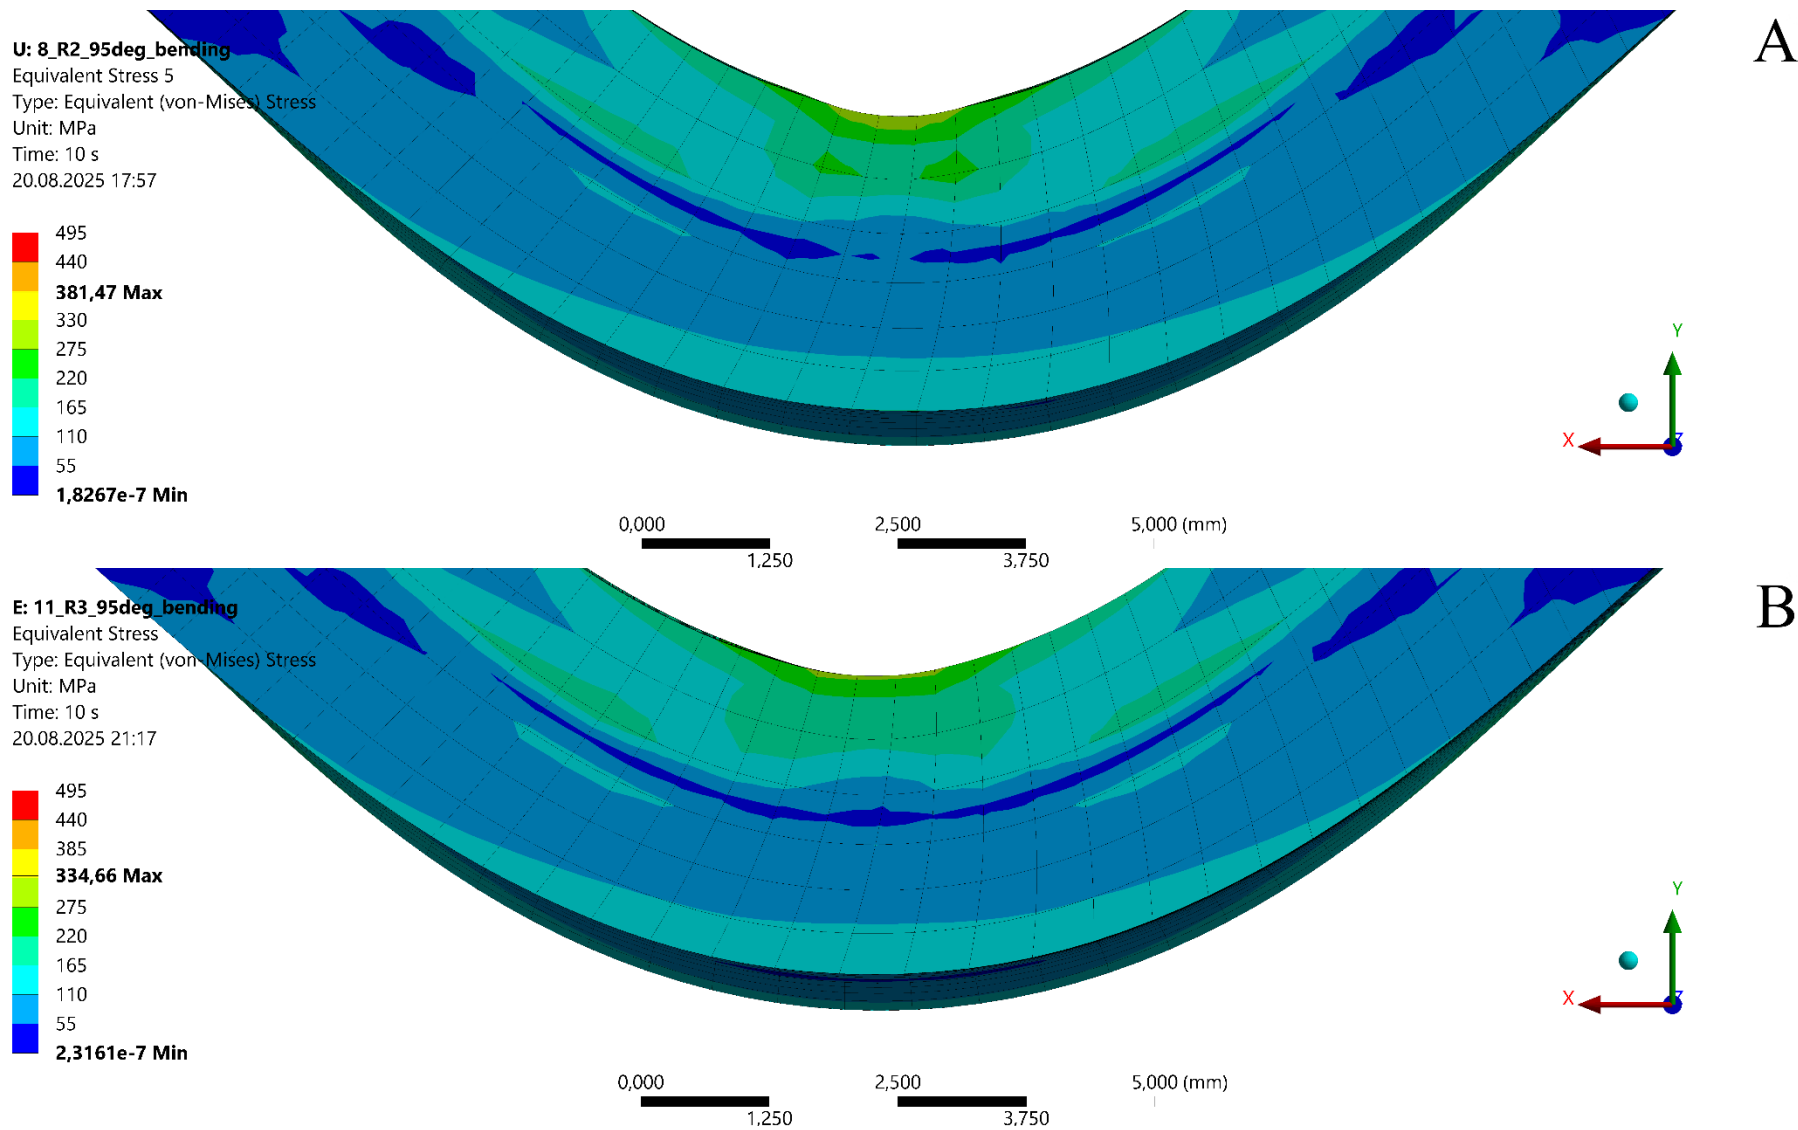 A
U: 8_R2_95deg_bending
Equivalent Stress 5
Type: Equivalent (von-Mises) Stress
Unit: MPa
Time: 10 s
20.08.2025 17:57
495
440
381,47 Max
330
275
220
165
110
55
1,8267e-7 Min
Y
X
Z
0,000 2,500 5,000 (mm)
1,250 3,750
B
E: 11_R3_95deg_bending
Equivalent Stress
Type: Equivalent (von-Mises) Stress
Unit: MPa
Time: 10 s
20.08.2025 21:17
495
440
385
334,66 Max
275
220
165
110
55
2,3161e-7 Min
Y
X
Z
0,000 2,500 5,000 (mm)
1,250 3,750